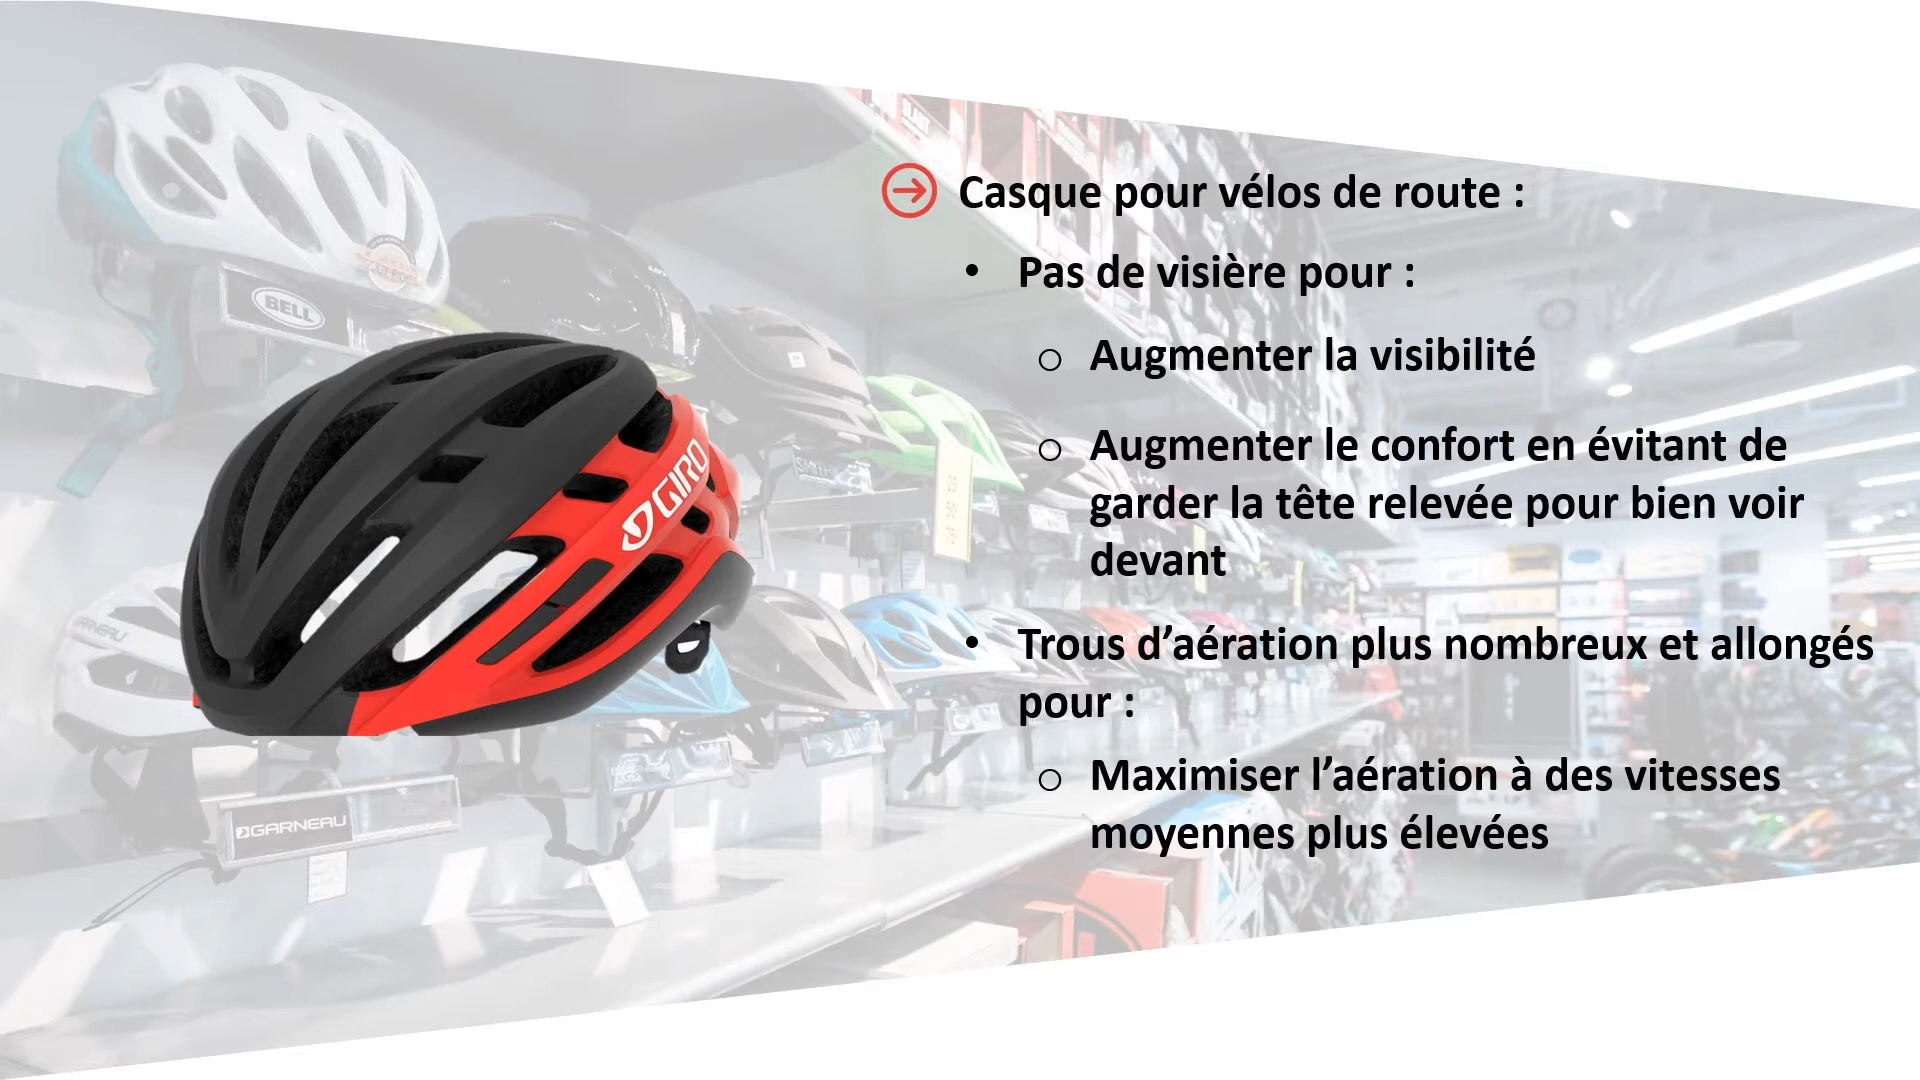 Casque pour vélos de route :
• Pas de visière pour :
o Augmenter la visibilité
o Augmenter le confort en évitant de
garder la tête relevée pour bien voir
devant
• Trous d’aération plus nombreux et allongés
pour :
o Maximiser l’aération à des vitesses
moyennes plus élevées
BELL
GIRO
GARNEAU
GARNEAU